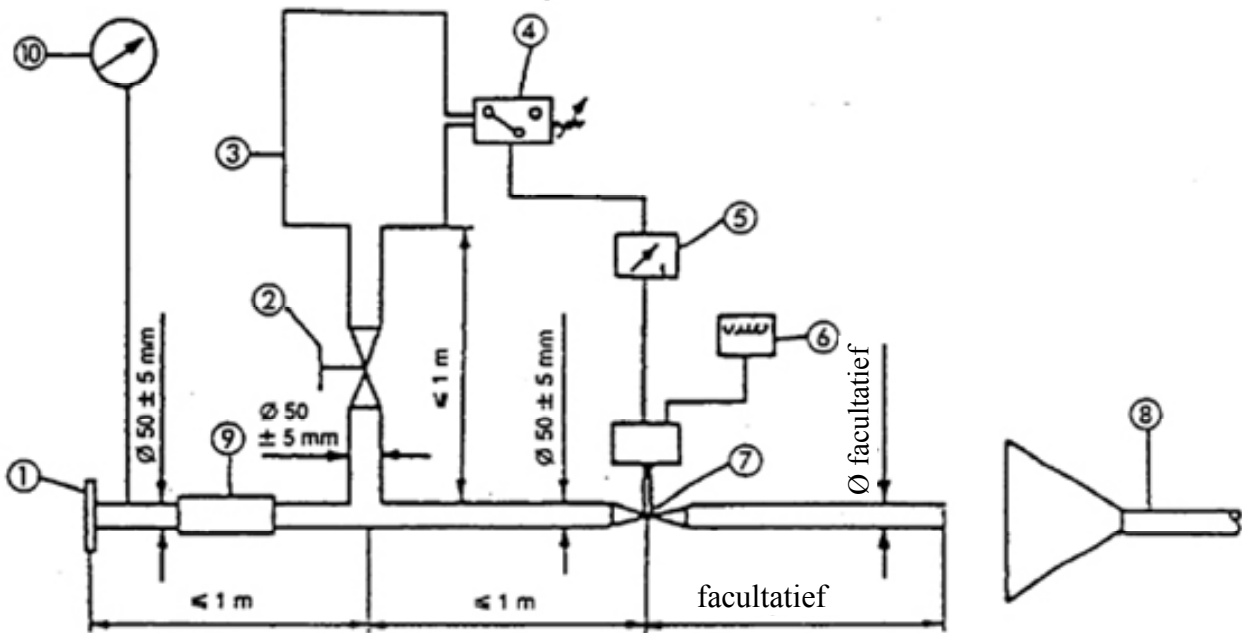 10
4
3
5
2
6
Ø 50 ± 5 mm
≤ 1 m
Ø 50 ± 5 mm
Ø facultatief
Ø 50
± 5 mm
9
7
8
1
≤ 1 m
≤ 1 m
facultatief